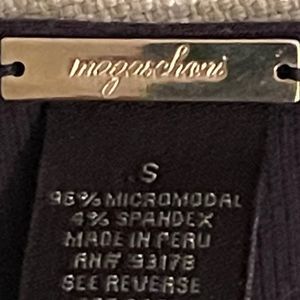 magaschoni
S
96% MICROMODAL
4% SPANDEX
MADE IN PERU
RN# 93178
SEE REVERSE